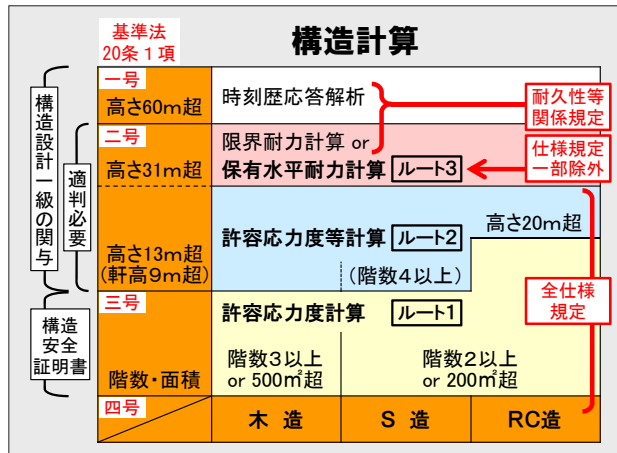 基準法
20条1項
構造計算
一号
高さ60m超
時刻歴応答解析
耐久性等
関係規定
二号
高さ31m超
限界耐力計算 or
保有水平耐力計算 ルート3
仕様規定
一部除外
構造設計一級の関与
適判必要
高さ13m超
(軒高9m超)
許容応力度等計算 ルート2
(階数4以上)
高さ20m超
全仕様
規定
三号
許容応力度計算 ルート1
構造
安全
証明書
階数・面積
階数3以上
or 500㎡超
階数2以上
or 200㎡超
四号
木 造
S 造
RC造